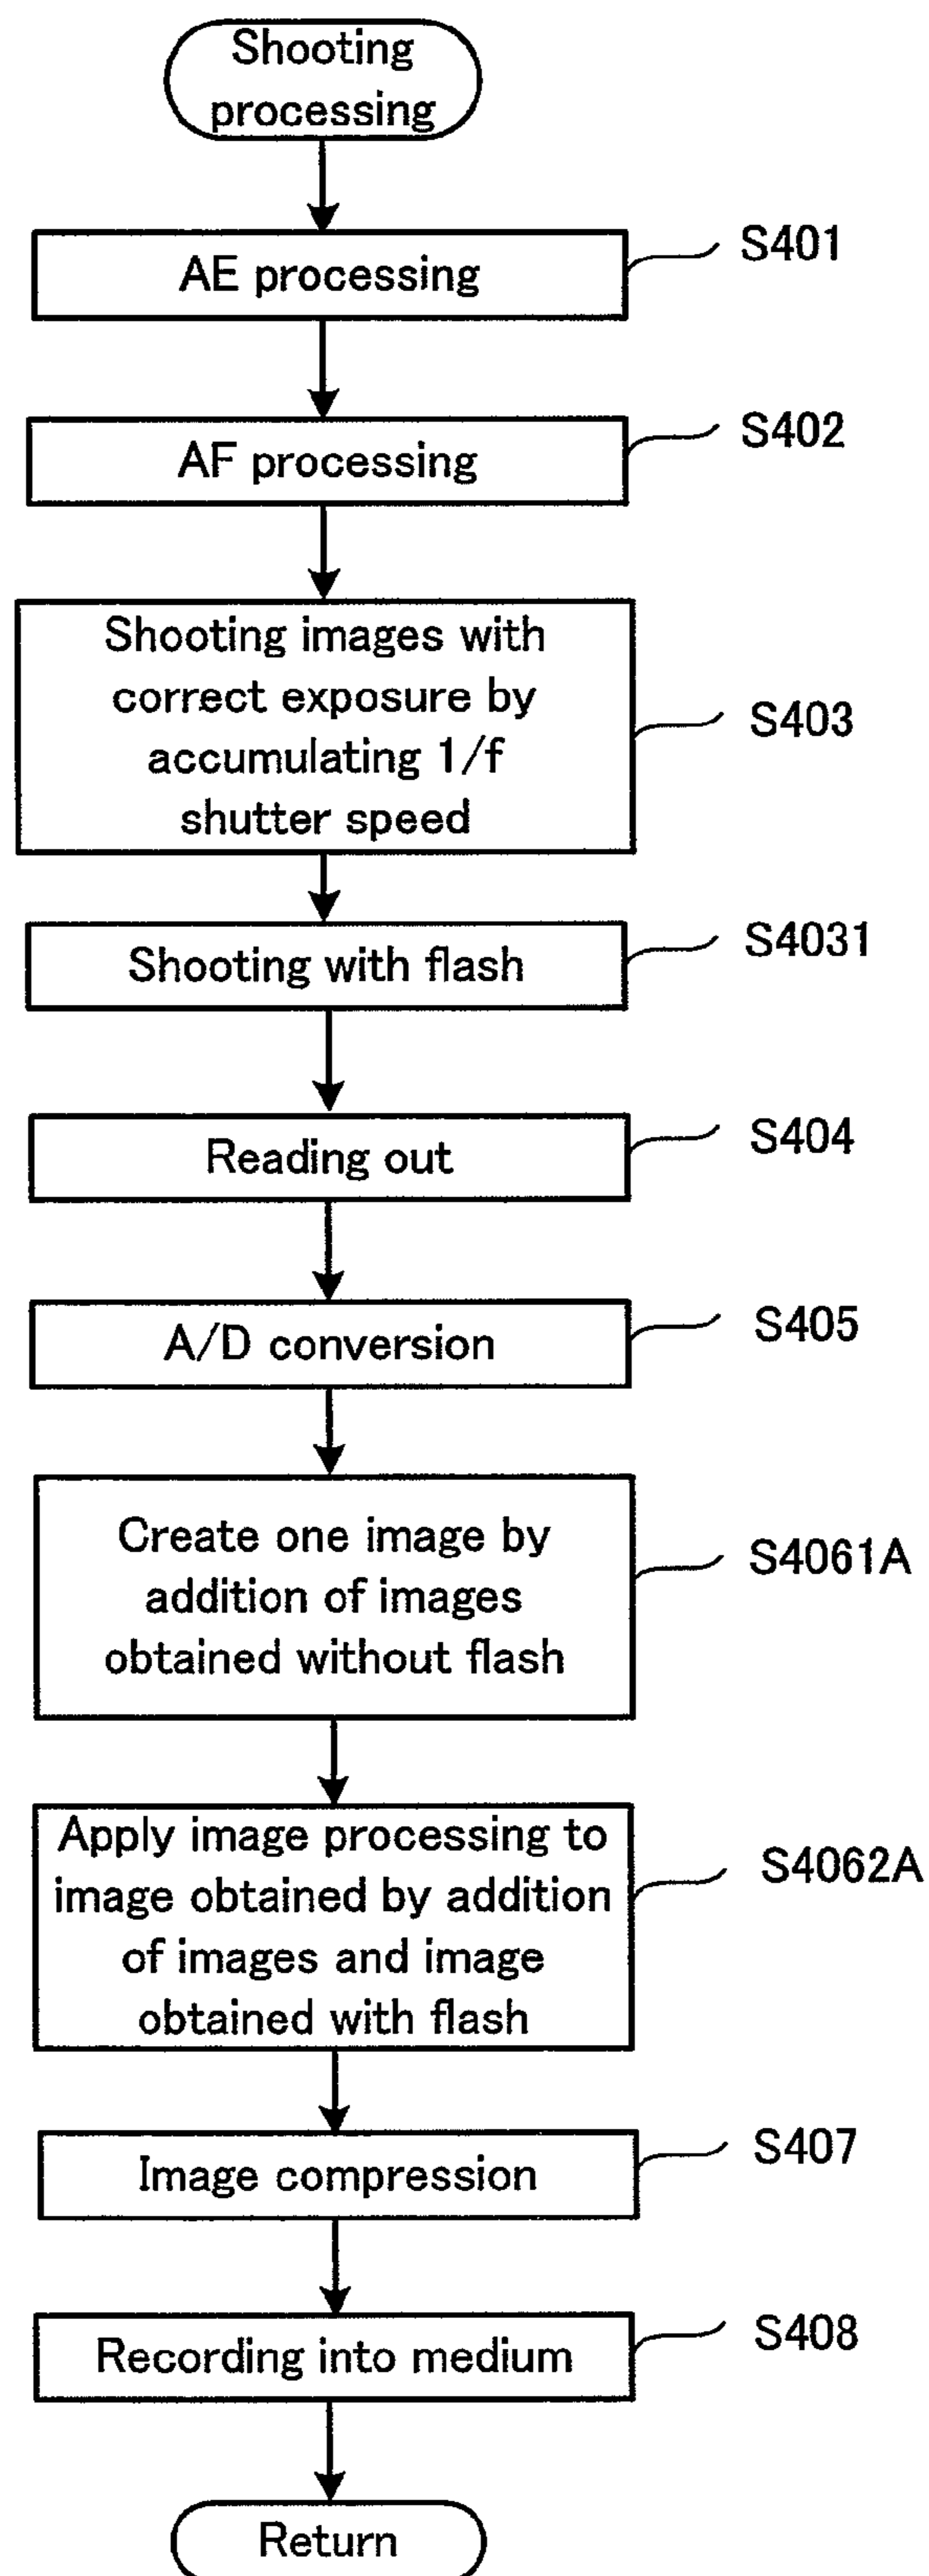 Shooting
processing
AE processing
S401
AF processing
S402
Shooting images with
correct exposure by
accumulating 1/f
shutter speed
S403
Shooting with flash
S4031
Reading out
S404
A/D conversion
S405
Create one image by
addition of images
obtained without flash
S4061A
Apply image processing to
image obtained by addition
of images and image
obtained with flash
S4062A
Image compression
S407
Recording into medium
S408
Return